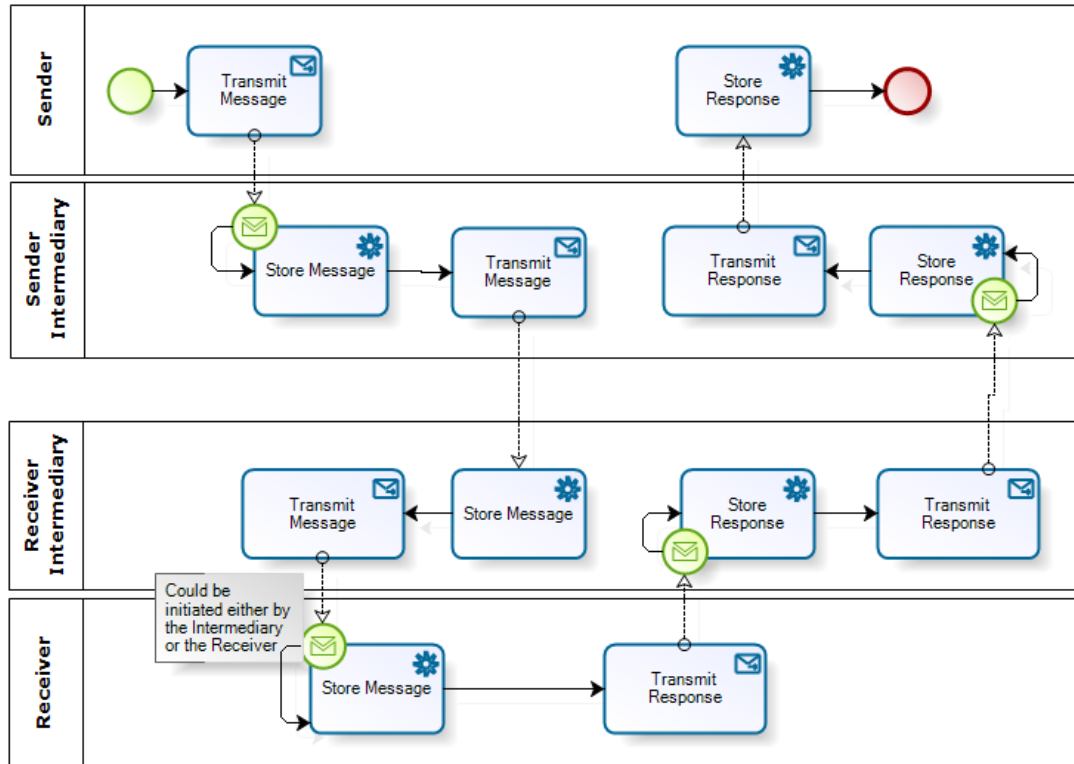 Sender
Transmit
Message
Store
Response
Sender
Intermediary
Store Message
Transmit
Message
Transmit
Response
Store
Response
Receiver
Intermediary
Transmit
Message
Store Message
Store
Response
Transmit
Response
Could be
initiated either by
the Intermediary
or the Receiver
Receiver
Store Message
Transmit
Response